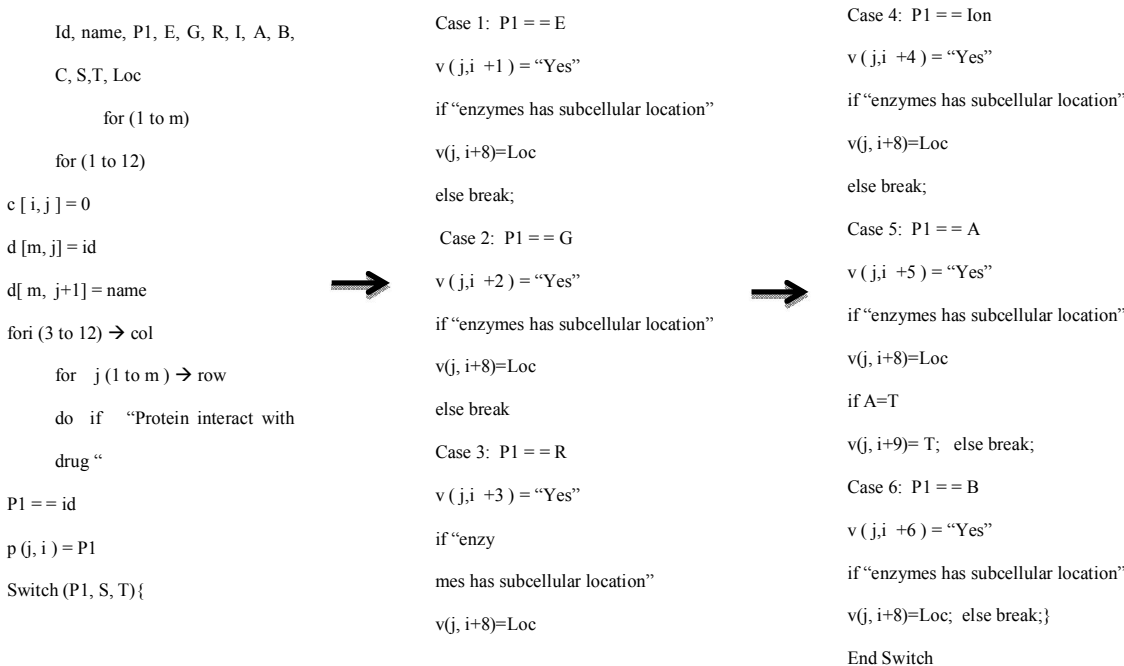 Id, name, P1, E, G, R, I, A, B,
C, S,T, Loc
for (1 to m)
for (1 to 12)
c [ i, j ] = 0
d [m, j] = id
d[ m, j+1] = name
fori (3 to 12) → col
for j (1 to m ) → row
do if “Protein interact with
drug “
P1 = = id
p (j, i ) = P1
Switch (P1, S, T){
Case 1: P1 = = E
v ( j,i +1 ) = “Yes”
if “enzymes has subcellular location”
v(j, i+8)=Loc
else break;
Case 2: P1 = = G
v ( j,i +2 ) = “Yes”
if “enzymes has subcellular location”
v(j, i+8)=Loc
else break
Case 3: P1 = = R
v ( j,i +3 ) = “Yes”
if “enzy
mes has subcellular location”
v(j, i+8)=Loc
Case 4: P1 = = Ion
v ( j,i +4 ) = “Yes”
if “enzymes has subcellular location”
v(j, i+8)=Loc
else break;
Case 5: P1 = = A
v ( j,i +5 ) = “Yes”
if “enzymes has subcellular location”
v(j, i+8)=Loc
if A=T
v(j, i+9)= T; else break;
Case 6: P1 = = B
v ( j,i +6 ) = “Yes”
if “enzymes has subcellular location”
v(j, i+8)=Loc; else break;}
End Switch